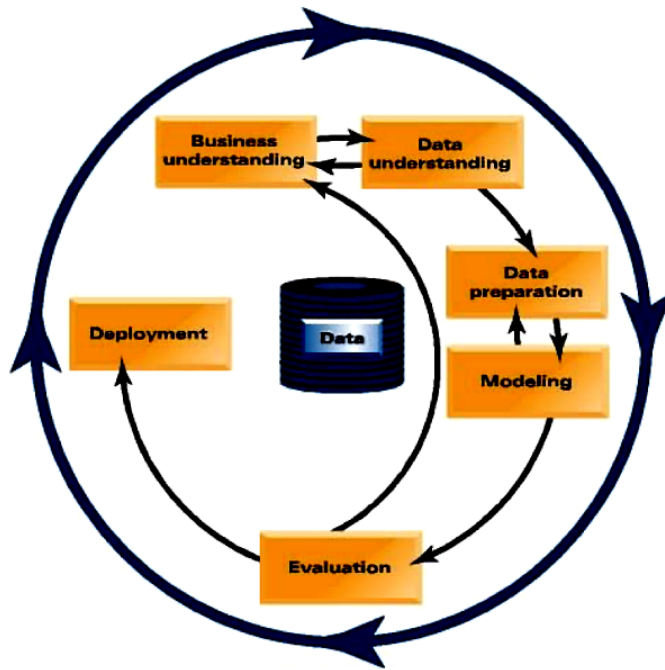 Business
understanding
Data
understanding
Data
preparation
Deployment
Data
Modeling
Evaluation